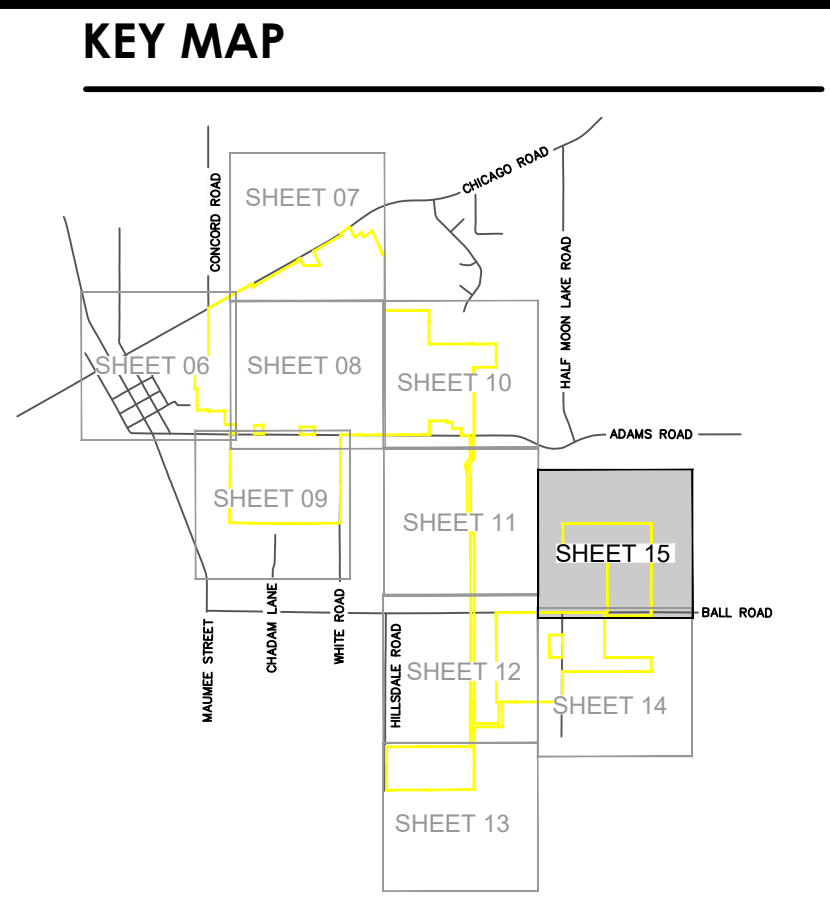 KEY MAP
CHICAGO ROAD
CONCORD ROAD
SHEET 07
HALF MOON LAKE ROAD
SHEET 06
SHEET 08
SHEET 10
ADAMS ROAD
SHEET 09
SHEET 11
SHEET 15
BALL ROAD
CHADAM LANE
WHITE ROAD
MAUMEE STREET
HILLSDALE ROAD
SHEET 12
SHEET 14
SHEET 13